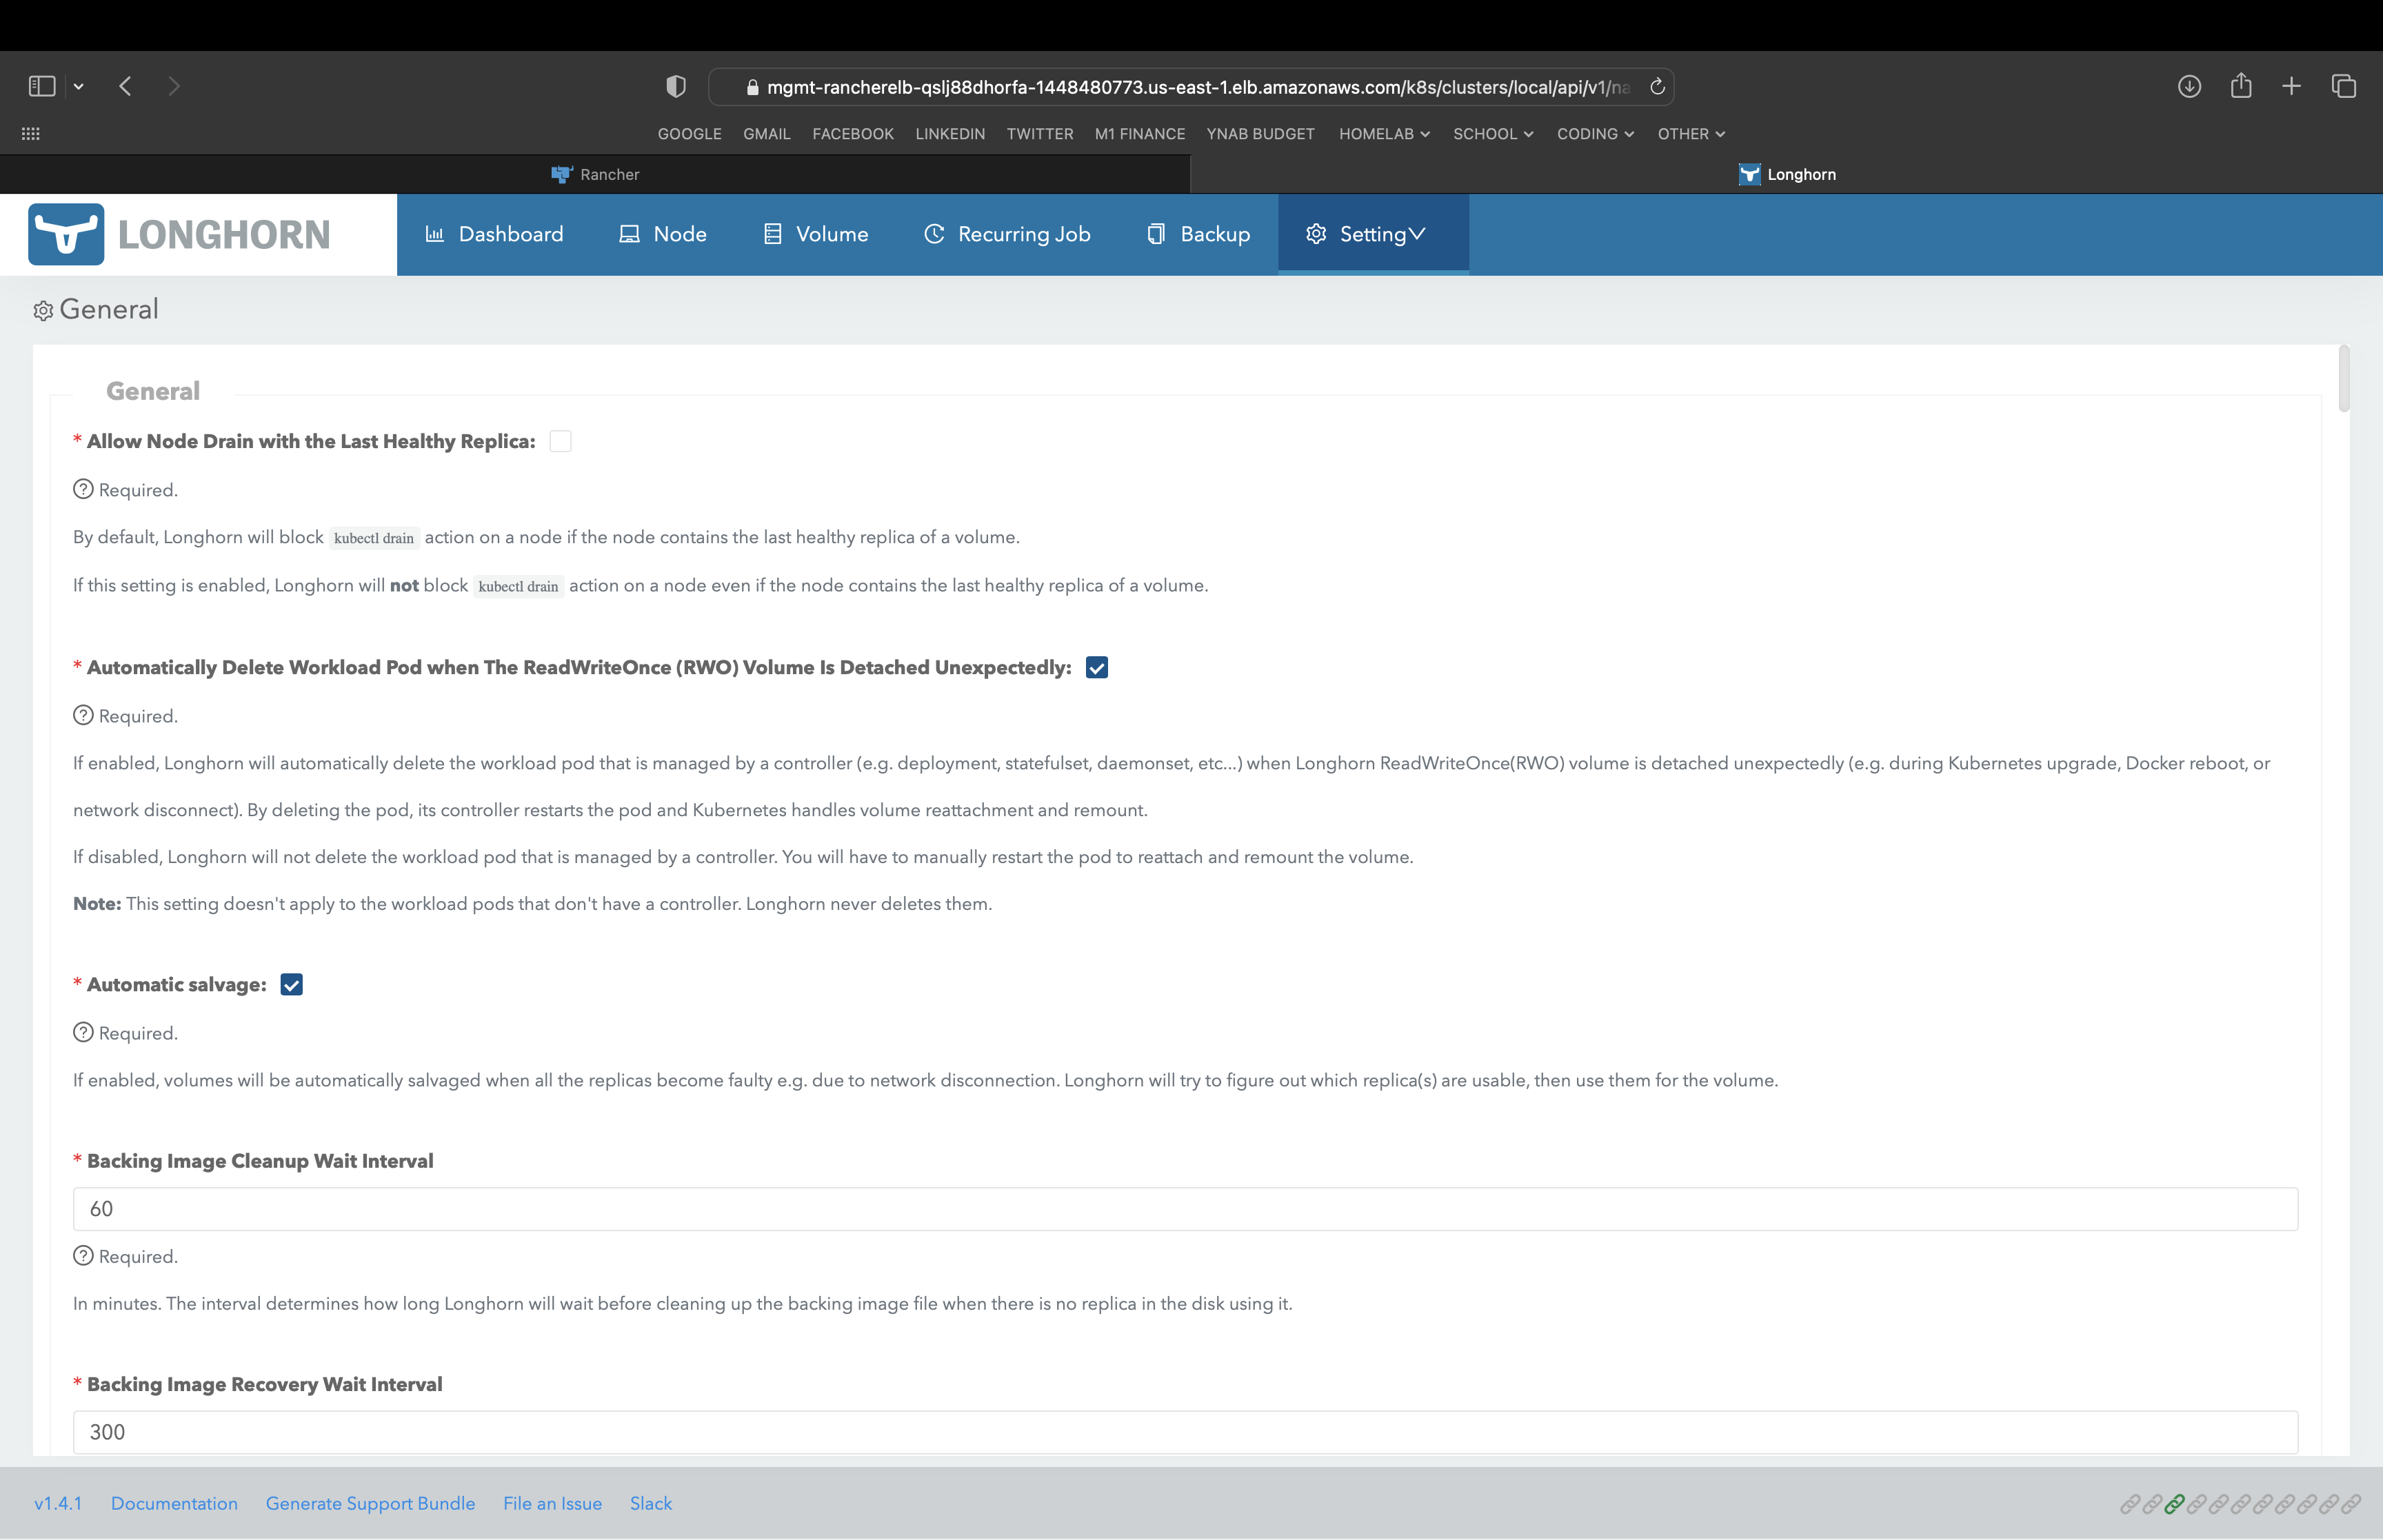 mgmt-rancherelb-qslj88dhorfa-1448480773.us-east-1.elb.amazonaws.com/k8s/clusters/local/api/v1/na
GOOGLE GMAIL FACEBOOK LINKEDIN TWITTER M1 FINANCE YNAB BUDGET HOMELAB SCHOOL CODING OTHER
Rancher Longhorn
LONGHORN Dashboard Node Volume Recurring Job Backup Setting
General
General
* Allow Node Drain with the Last Healthy Replica:
Required.
By default, Longhorn will block kubectl drain action on a node if the node contains the last healthy replica of a volume.
If this setting is enabled, Longhorn will not block kubectl drain action on a node even if the node contains the last healthy replica of a volume.
* Automatically Delete Workload Pod when The ReadWriteOnce (RWO) Volume Is Detached Unexpectedly:
Required.
If enabled, Longhorn will automatically delete the workload pod that is managed by a controller (e.g. deployment, statefulset, daemonset, etc...) when Longhorn ReadWriteOnce(RWO) volume is detached unexpectedly (e.g. during Kubernetes upgrade, Docker reboot, or
network disconnect). By deleting the pod, its controller restarts the pod and Kubernetes handles volume reattachment and remount.
If disabled, Longhorn will not delete the workload pod that is managed by a controller. You will have to manually restart the pod to reattach and remount the volume.
Note: This setting doesn't apply to the workload pods that don't have a controller. Longhorn never deletes them.
* Automatic salvage:
Required.
If enabled, volumes will be automatically salvaged when all the replicas become faulty e.g. due to network disconnection. Longhorn will try to figure out which replica(s) are usable, then use them for the volume.
* Backing Image Cleanup Wait Interval
60
Required.
In minutes. The interval determines how long Longhorn will wait before cleaning up the backing image file when there is no replica in the disk using it.
* Backing Image Recovery Wait Interval
300
v1.4.1 Documentation Generate Support Bundle File an Issue Slack